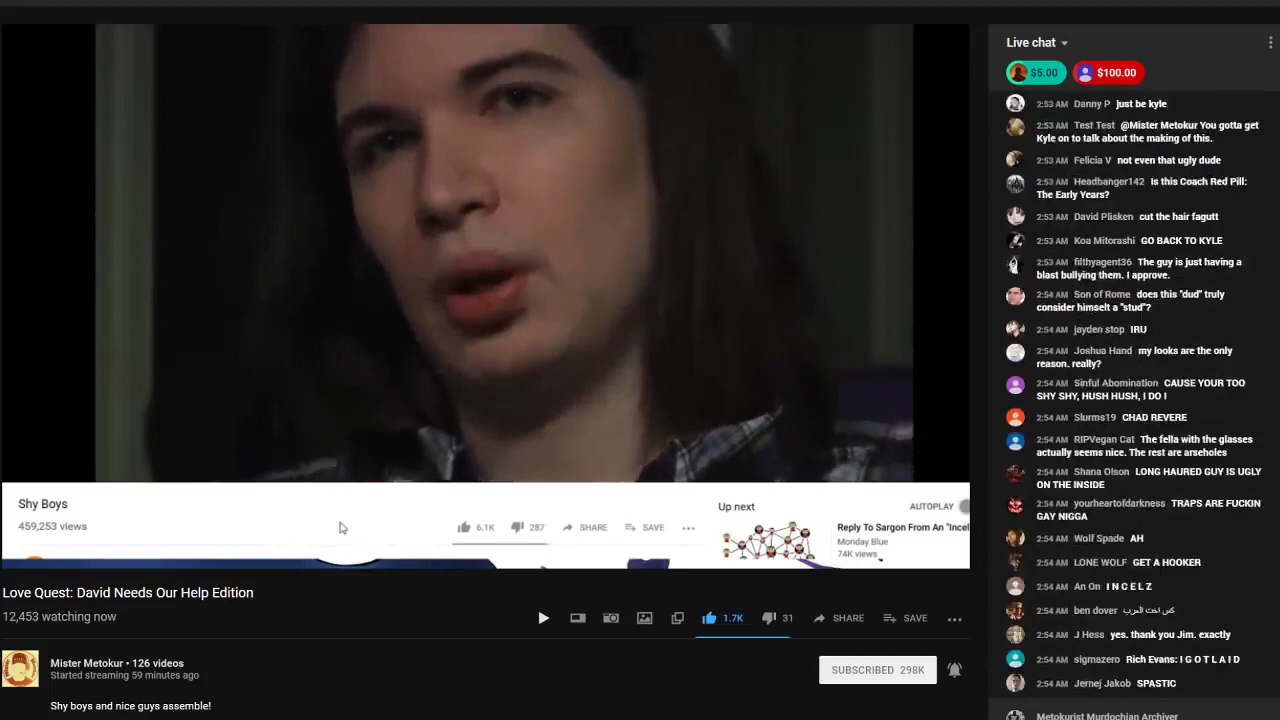 Shy Boys
459,253 views
6.1K
287
SHARE
SAVE
Up next
AUTOPLAY
Reply To Sargon From An "Incel
Monday Blue
74K views
Love Quest: David Needs Our Help Edition
12,453 watching now
1.7K
31
SHARE
SAVE
Mister Metokur • 126 videos
Started streaming 59 minutes ago
SUBSCRIBED 298K
Shy boys and nice guys assemble!
Live chat
$5.00
$100.00
2:53 AM Danny P just be kyle
2:53 AM Test Test @Mister Metokur You gotta get
Kyle on to talk about the making of this.
2:53 AM Felicia V not even that ugly dude
2:53 AM Headbanger142 Is this Coach Red Pill:
The Early Years?
2:53 AM David Plisken cut the hair fagutt
2:53 AM Koa Mitorashi GO BACK TO KYLE
2:53 AM filthyagent36 The guy is just having a
blast bullying them. I approve.
2:54 AM Son of Rome does this "dud" truly
consider himself a "stud"?
2:54 AM jayden stop IRU
2:54 AM Joshua Hand my looks are the only
reason. really?
2:54 AM Sinful Abomination CAUSE YOUR TOO
SHY SHY, HUSH HUSH, I DO I
2:54 AM Slurms19 CHAD REVERE
2:54 AM RIPVegan Cat The fella with the glasses
actually seems nice. The rest are arseholes
2:54 AM Shana Olson LONG HAURED GUY IS UGLY
ON THE INSIDE
2:54 AM yourheartofdarkness TRAPS ARE FUCKIN
GAY NIGGA
2:54 AM Wolf Spade AH
2:54 AM LONE WOLF GET A HOOKER
2:54 AM An On I N C E L Z
2:54 AM ben dover كس اخت العرب
2:54 AM J Hess yes. thank you Jim. exactly
2:54 AM sigmazero Rich Evans: I G O T L A I D
2:54 AM Jernej Jakob SPASTIC
Metokurist Murdochian Archiver